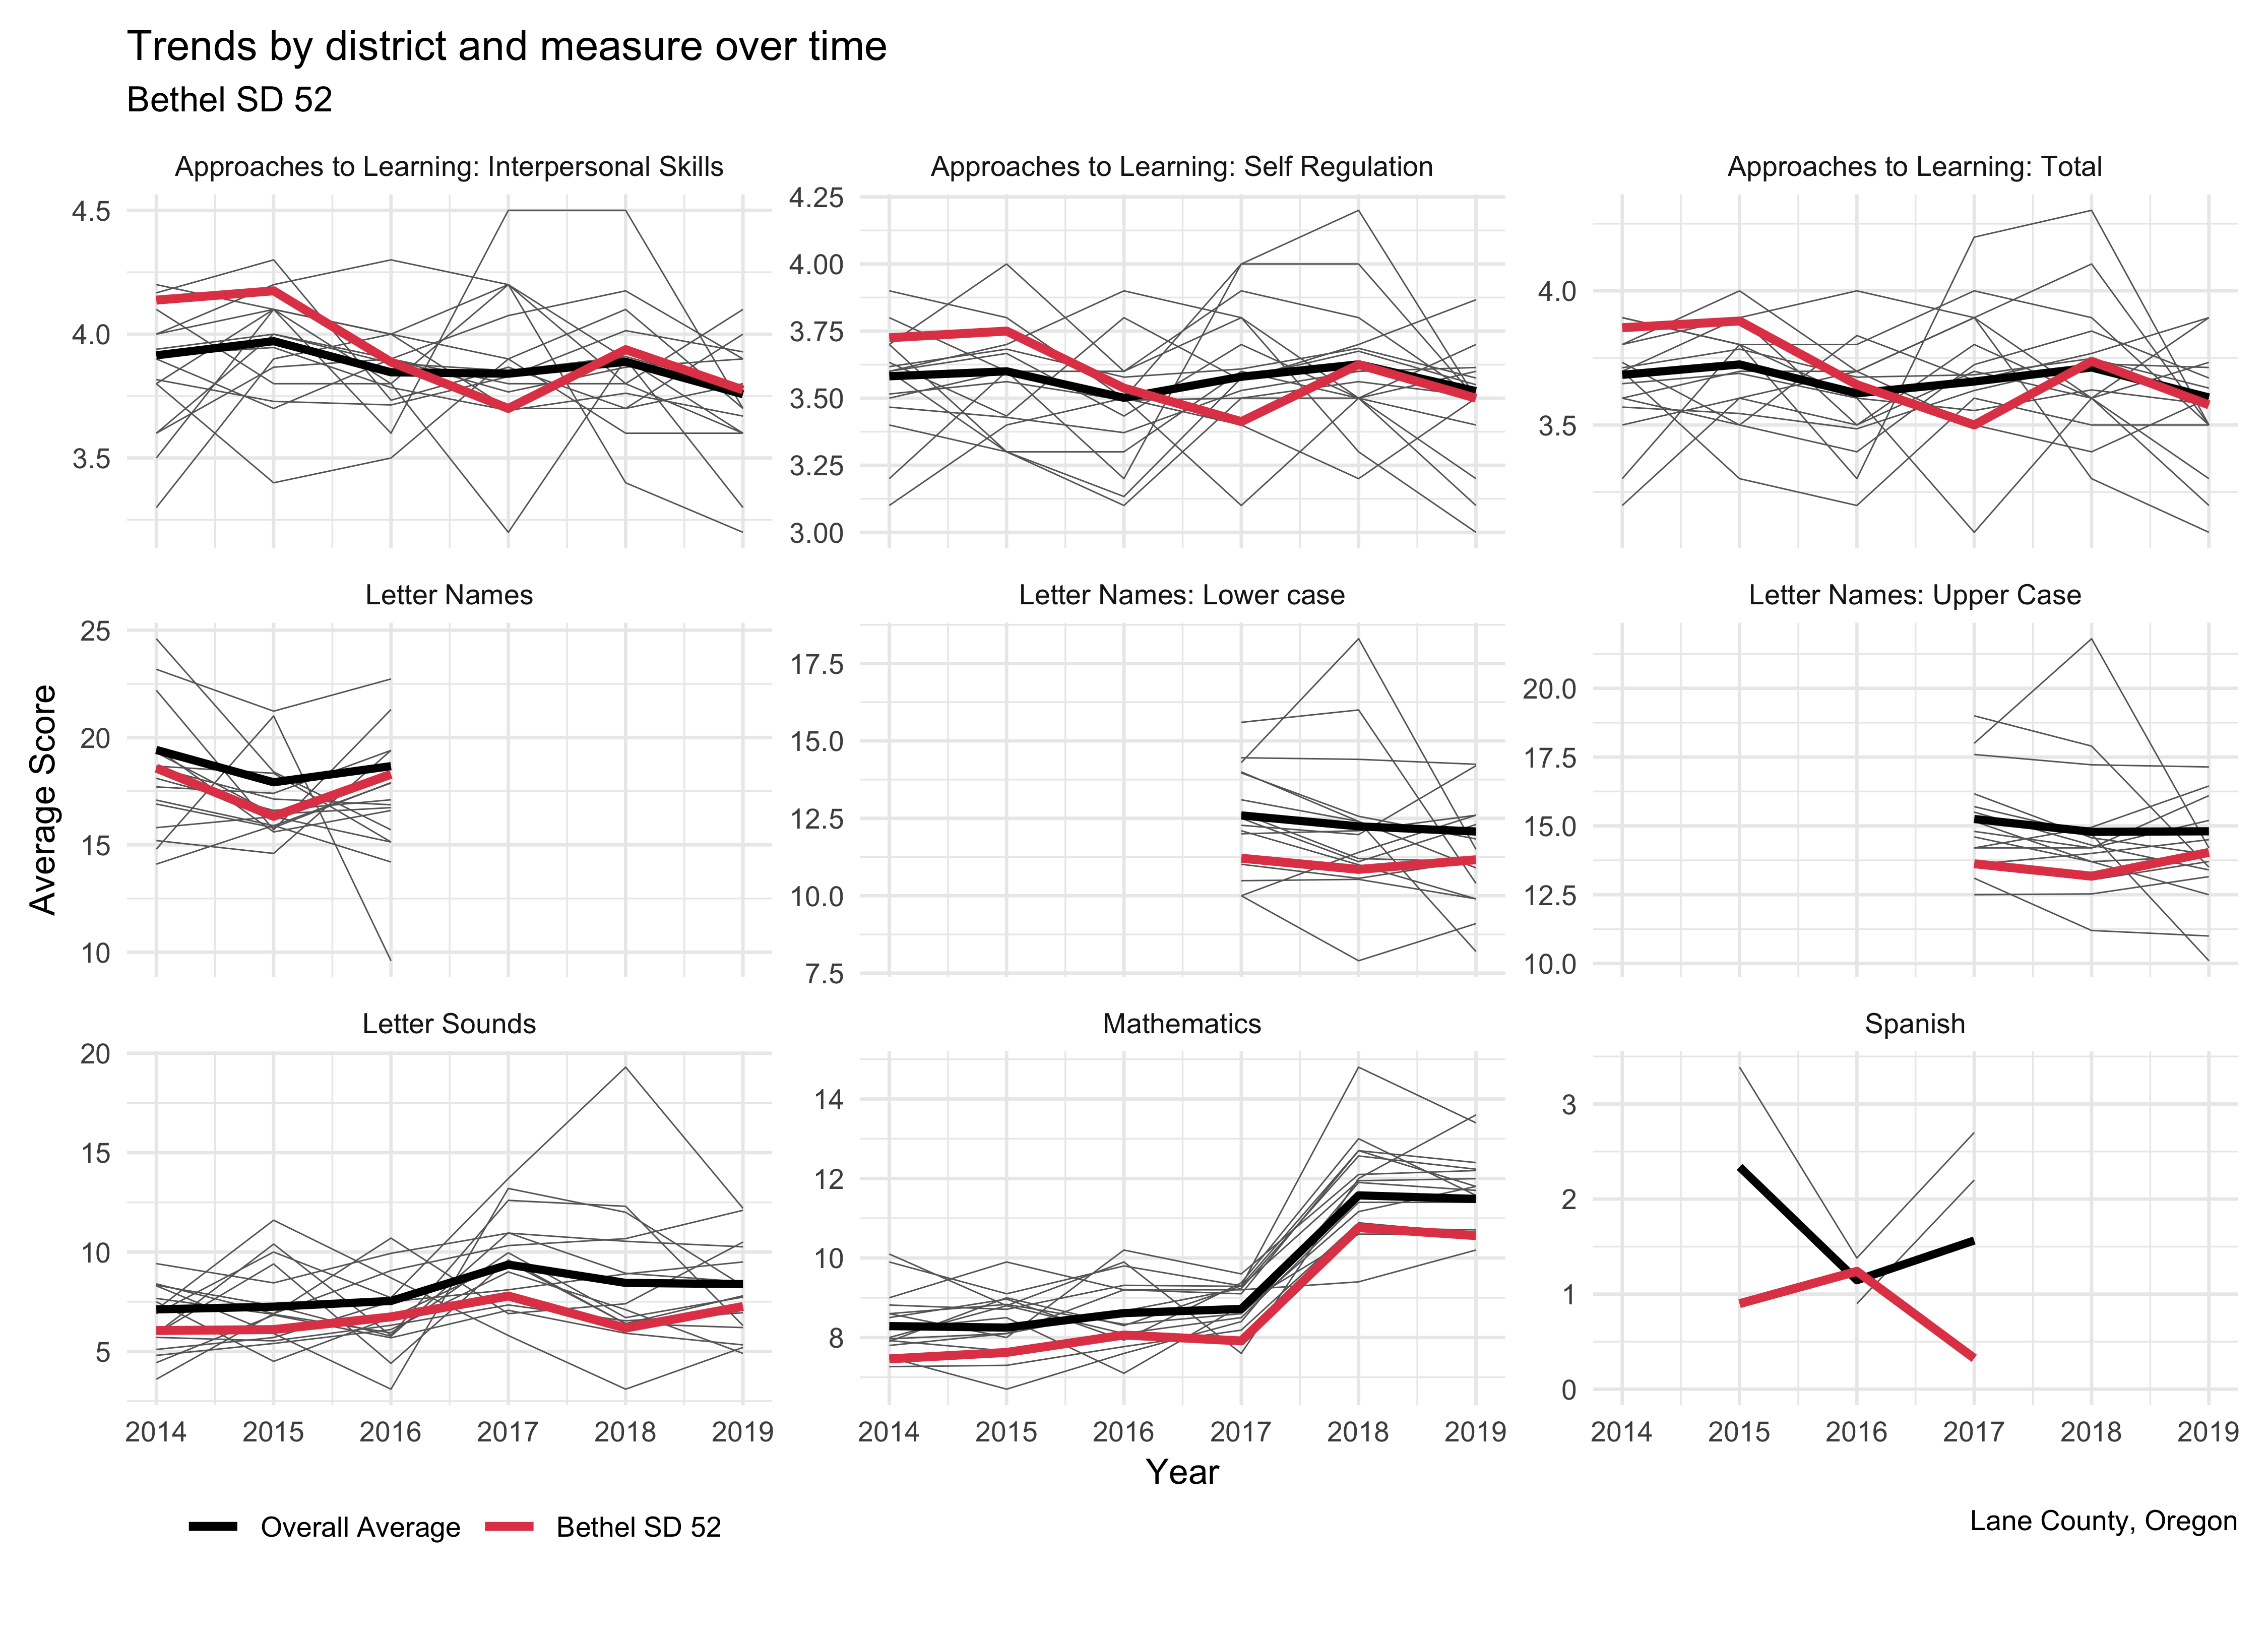 Trends by district and measure over time
Bethel SD 52
Approaches to Learning: Interpersonal Skills
Approaches to Learning: Self Regulation
Approaches to Learning: Total
4.5
4.0
3.5
4.25
4.00
3.75
3.50
3.25
3.00
4.0
3.5
Letter Names
Letter Names: Lower case
Letter Names: Upper Case
25
20
15
10
17.5
15.0
12.5
10.0
7.5
20.0
17.5
15.0
12.5
10.0
Average Score
Letter Sounds
Mathematics
Spanish
20
15
10
5
14
12
10
8
3
2
1
0
2014 2015 2016 2017 2018 2019
2014 2015 2016 2017 2018 2019
2014 2015 2016 2017 2018 2019
Year
Overall Average
Bethel SD 52
Lane County, Oregon